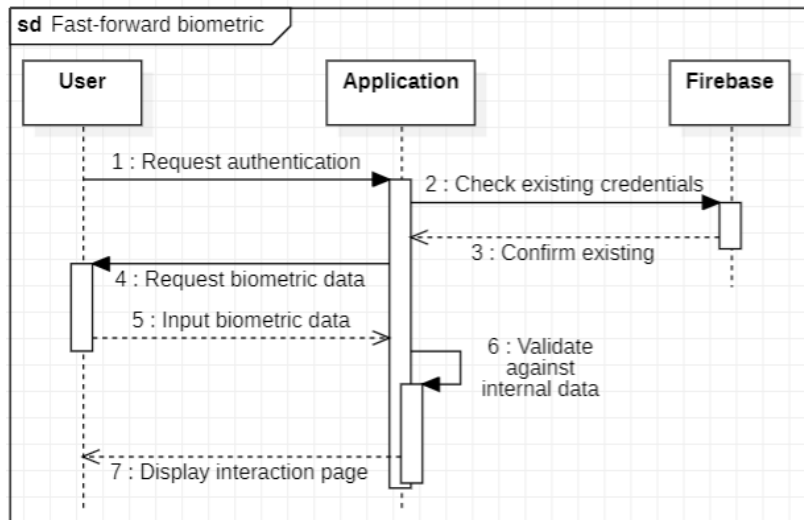 sd Fast-forward biometric
User
Application
Firebase
1 : Request authentication
2 : Check existing credentials
3 : Confirm existing
4 : Request biometric data
5 : Input biometric data
6 : Validate
against
internal data
7 : Display interaction page